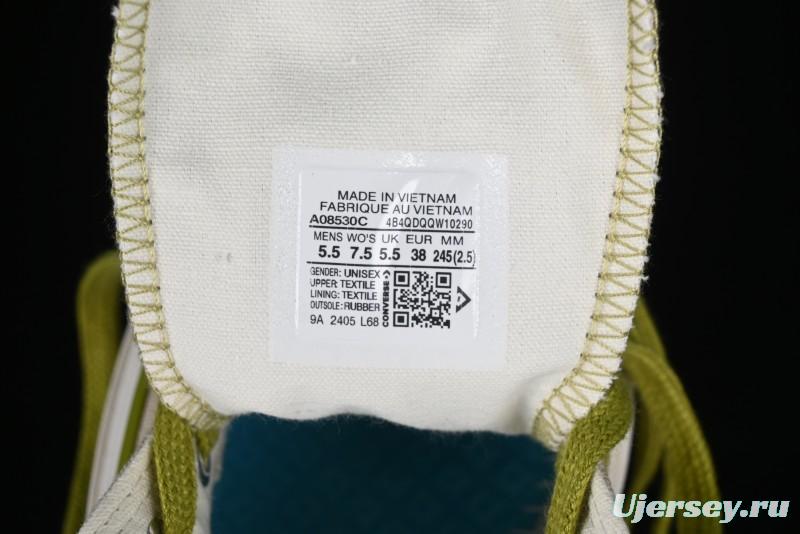 MADE IN VIETNAM
FABRIQUE AU VIETNAM
A08530C 4B4QDQQW10290
MENS WO'S UK EUR MM
5.5 7.5 5.5 38 245(2.5)
GENDER: UNISEX
UPPER: TEXTILE
LINING: TEXTILE
OUTSOLE: RUBBER
9A 2405 L68
CONVERSE
Ujersey.ru